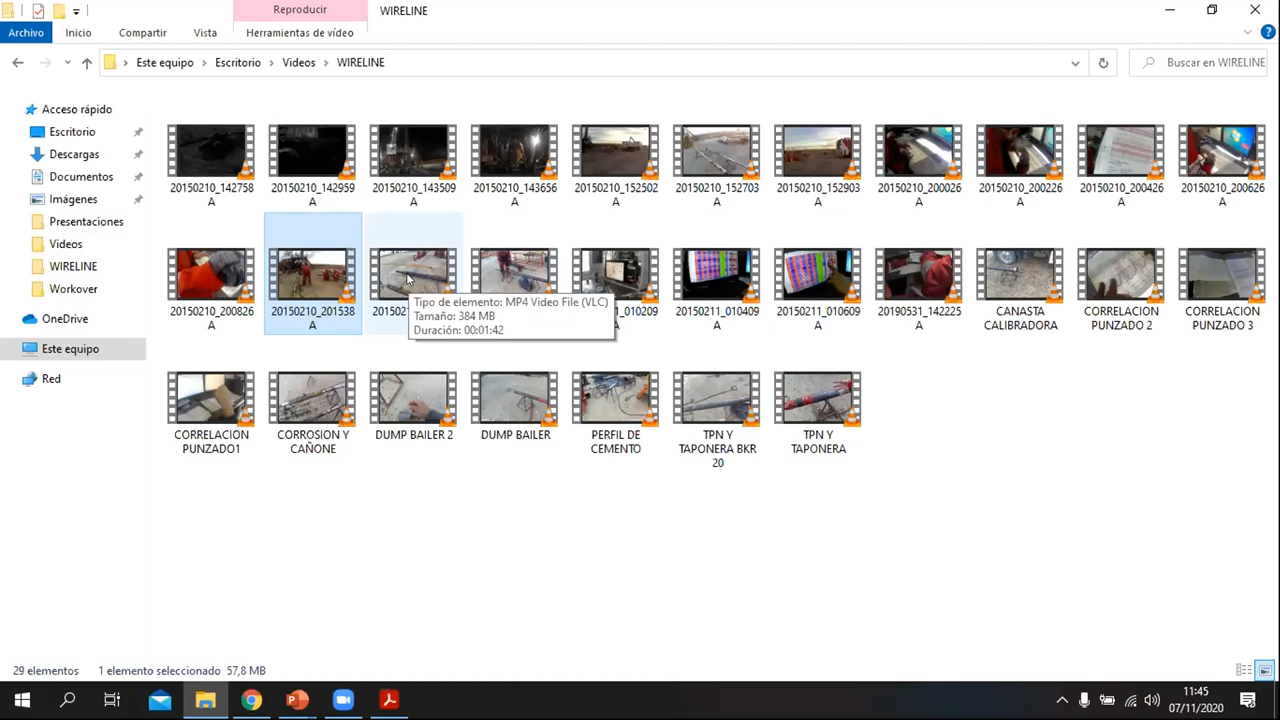 Reproducir
WIRELINE
Archivo
Inicio
Compartir
Vista
Herramientas de vídeo
Este equipo
Escritorio
Videos
WIRELINE
Buscar en WIRELINE
Acceso rápido
Escritorio
Descargas
Documentos
Imágenes
Presentaciones
Videos
WIRELINE
Workover
OneDrive
Este equipo
Red
20150210_142758
A
20150210_142959
A
20150210_143509
A
20150210_143656
A
20150210_152502
A
20150210_152703
A
20150210_152903
A
20150210_200026
A
20150210_200226
A
20150210_200426
A
20150210_200626
A
20150210_200826
A
20150210_201538
A
Tipo de elemento: MP4 Video File (VLC)
Tamaño: 384 MB
Duración: 00:01:42
A
20150211_010409
A
20150211_010609
A
20190531_142225
A
CANASTA
CALIBRADORA
CORRELACION
PUNZADO 2
CORRELACION
PUNZADO 3
CORRELACION
PUNZADO1
CORROSION Y
CAÑONE
DUMP BAILER 2
DUMP BAILER
PERFIL DE
CEMENTO
TPN Y
TAPONERA BKR
20
TPN Y
TAPONERA
29 elementos
1 elemento seleccionado 57,8 MB
11:45
07/11/2020